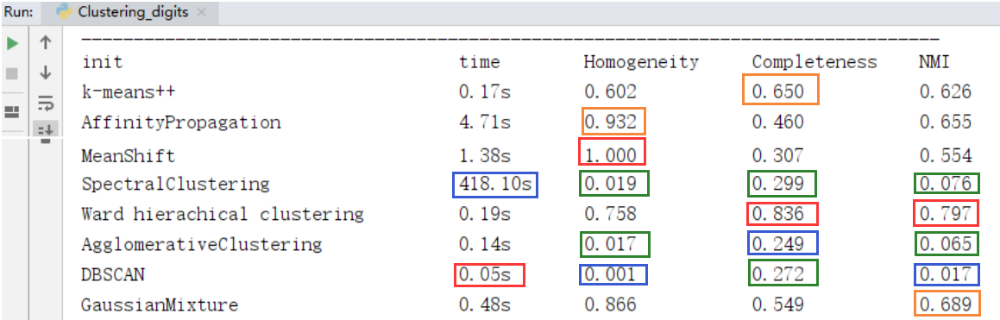 Run: Clustering_digits
init time Homogeneity Completeness NMI
k-means++ 0.17s 0.602 0.650 0.626
AffinityPropagation 4.71s 0.932 0.460 0.655
MeanShift 1.38s 1.000 0.307 0.554
SpectralClustering 418.10s 0.019 0.299 0.076
Ward hierachical clustering 0.19s 0.758 0.836 0.797
AgglomerativeClustering 0.14s 0.017 0.249 0.065
DBSCAN 0.05s 0.001 0.272 0.017
GaussianMixture 0.48s 0.866 0.549 0.689